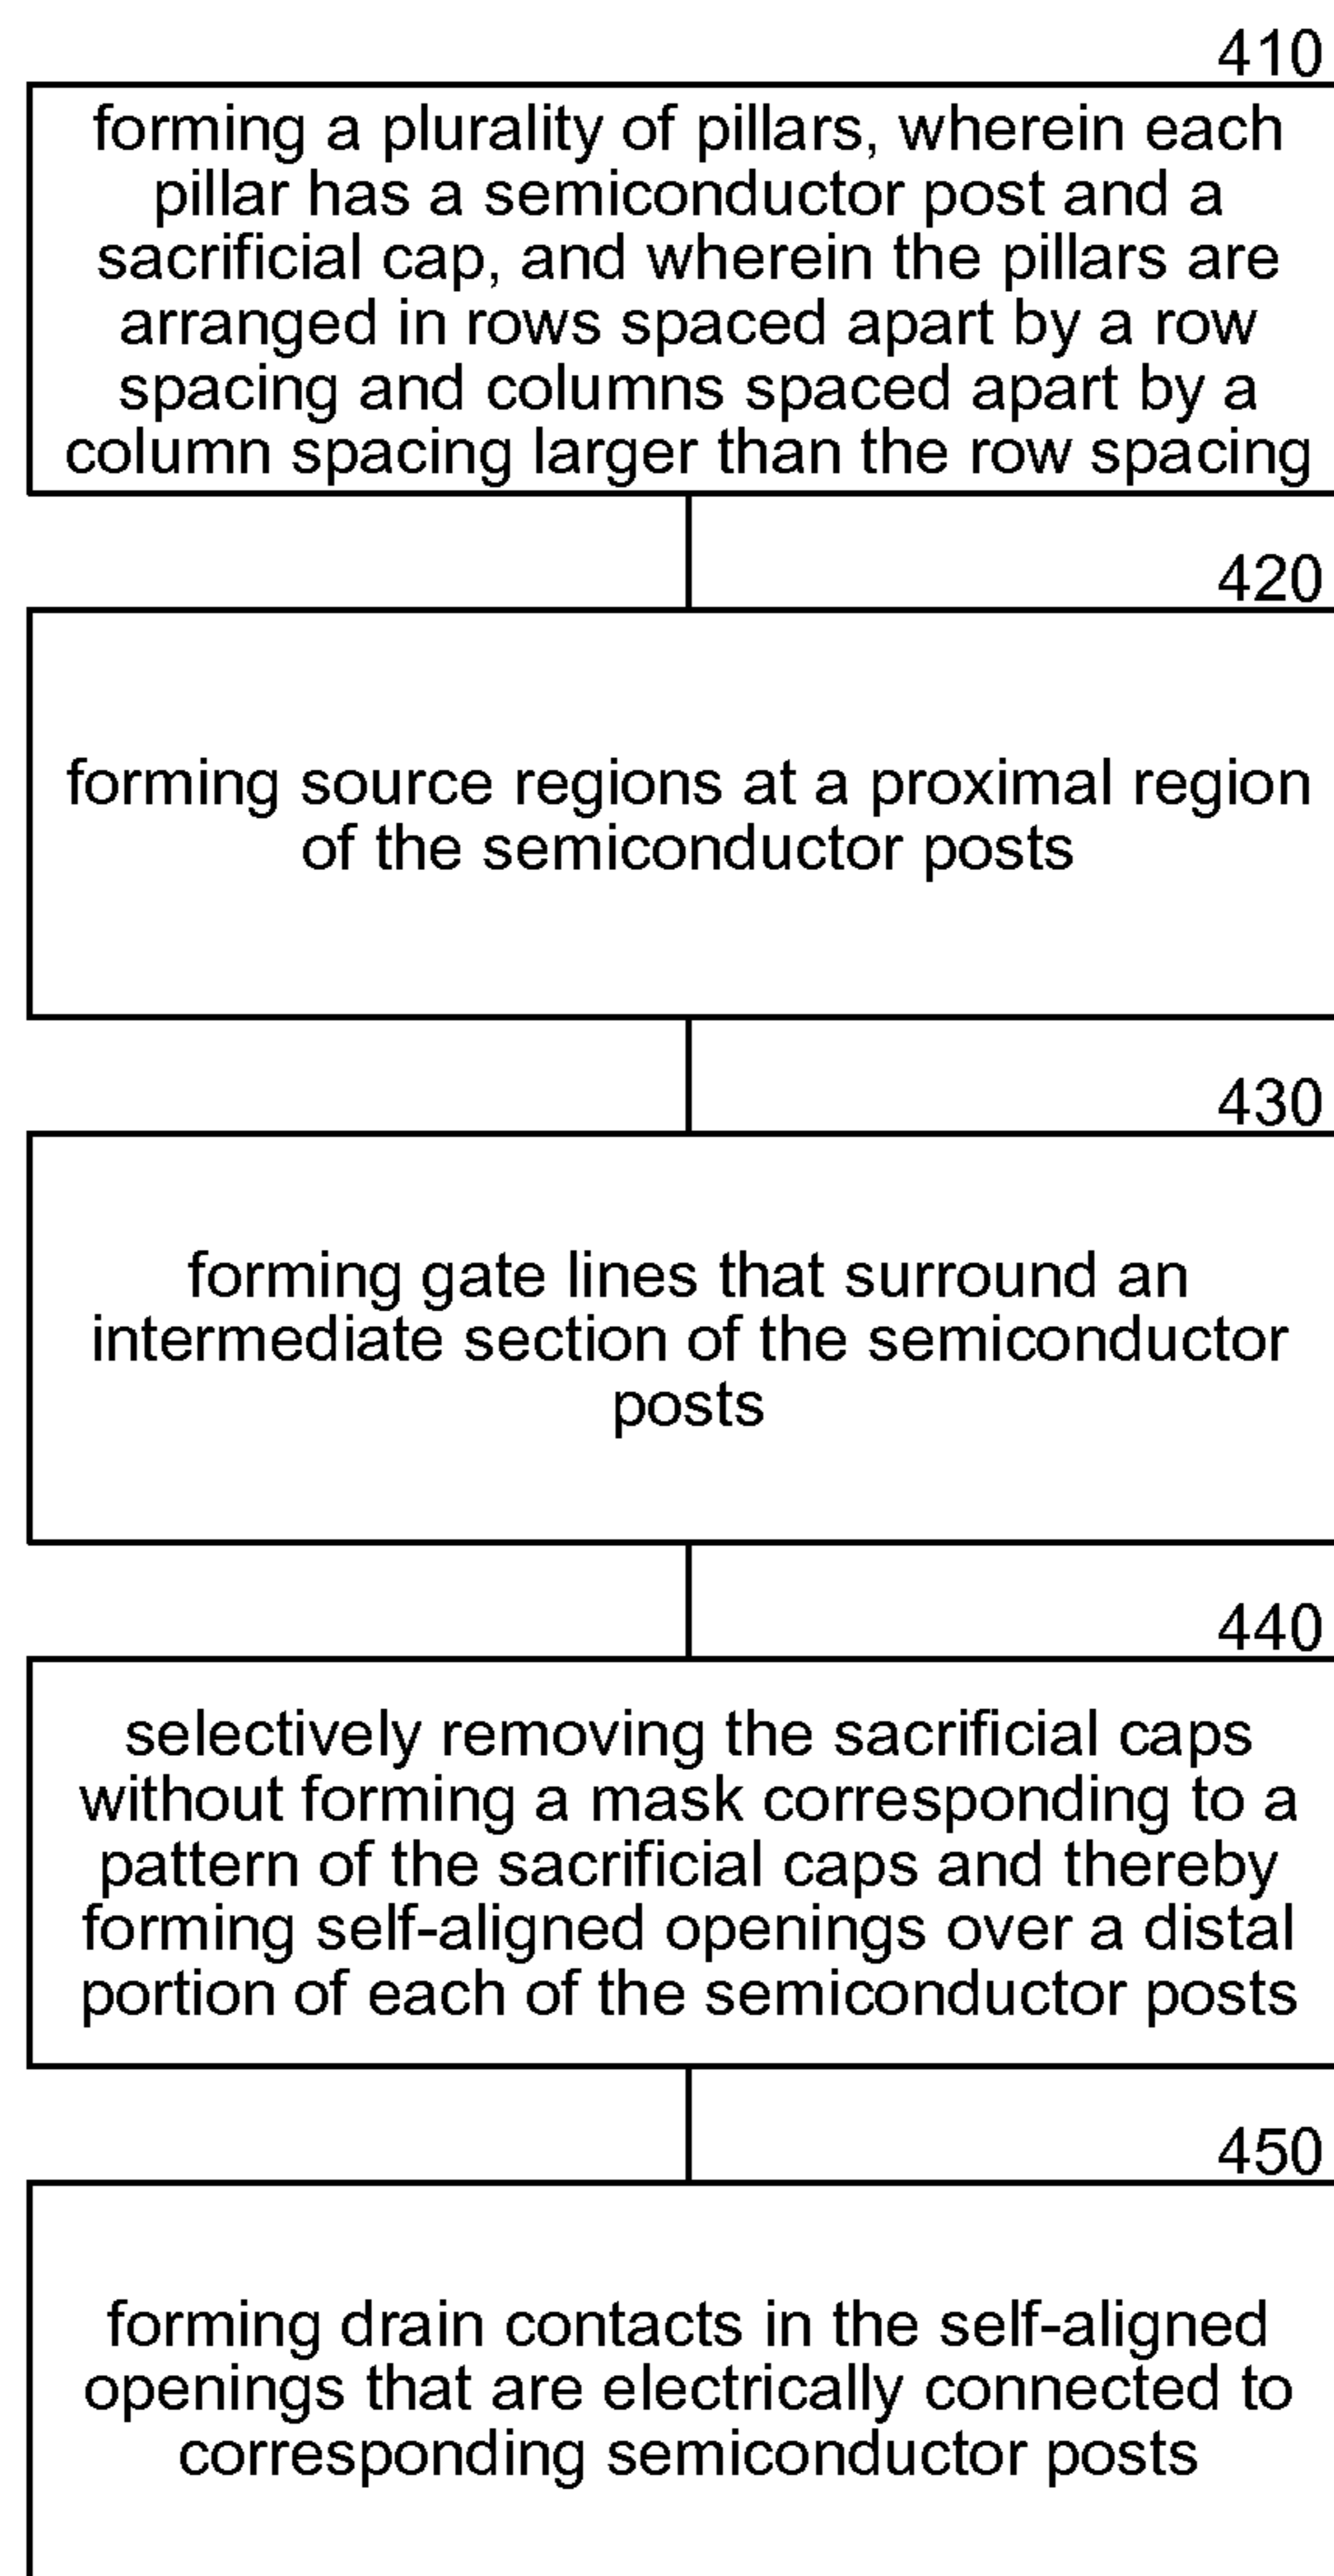 410
forming a plurality of pillars, wherein each
pillar has a semiconductor post and a
sacrificial cap, and wherein the pillars are
arranged in rows spaced apart by a row
spacing and columns spaced apart by a
column spacing larger than the row spacing
420
forming source regions at a proximal region
of the semiconductor posts
430
forming gate lines that surround an
intermediate section of the semiconductor
posts
440
selectively removing the sacrificial caps
without forming a mask corresponding to a
pattern of the sacrificial caps and thereby
forming self-aligned openings over a distal
portion of each of the semiconductor posts
450
forming drain contacts in the self-aligned
openings that are electrically connected to
corresponding semiconductor posts